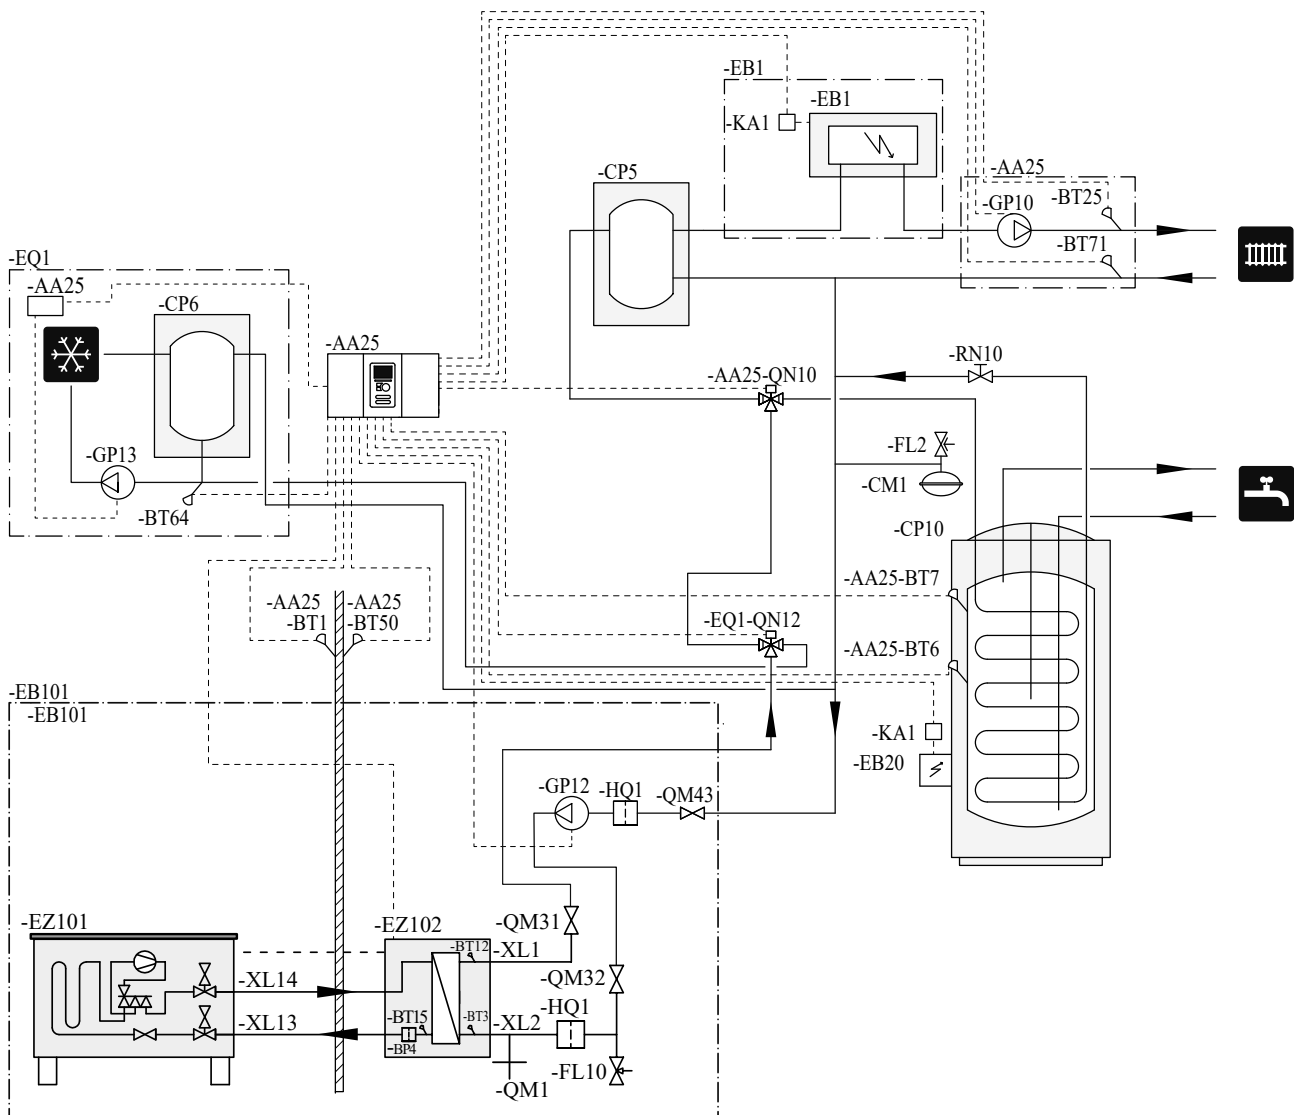 -EB1
-EB1
-KA1
-CP5
-AA25
-GP10
-BT25
-BT71
-EQ1
-AA25
-CP6
-AA25
-RN10
-AA25-QN10
-GP13
-FL2
-CM1
-BT64
-CP10
-AA25
-BT1
-AA25
-BT50
-AA25-BT7
-EQ1-QN12
-AA25-BT6
-EB101
-EB101
-KA1
-EB20
-GP12
-HQ1
-QM43
-EZ101
-EZ102
-QM31
-BT12
-XL1
-XL14
-QM32
-HQ1
-XL13
-BT15
-BT3
-XL2
-BP4
-FL10
-QM1